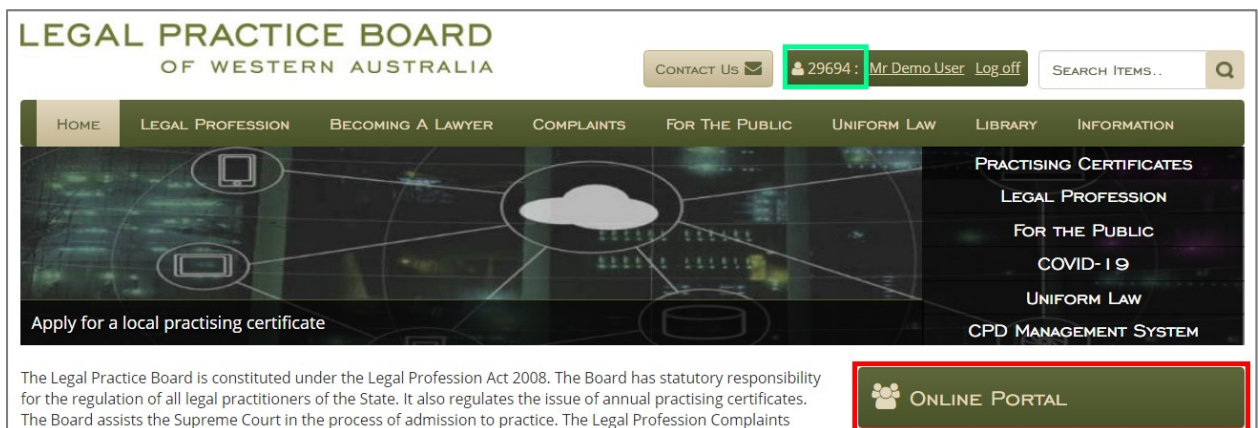 LEGAL PRACTICE BOARD
OF WESTERN AUSTRALIA
CONTACT US
29694 : Mr Demo User Log off
SEARCH ITEMS..
HOME LEGAL PROFESSION BECOMING A LAWYER COMPLAINTS FOR THE PUBLIC UNIFORM LAW LIBRARY INFORMATION
PRACTISING CERTIFICATES
LEGAL PROFESSION
FOR THE PUBLIC
COVID-19
UNIFORM LAW
CPD MANAGEMENT SYSTEM
Apply for a local practising certificate
The Legal Practice Board is constituted under the Legal Profession Act 2008. The Board has statutory responsibility
for the regulation of all legal practitioners of the State. It also regulates the issue of annual practising certificates.
The Board assists the Supreme Court in the process of admission to practice. The Legal Profession Complaints
ONLINE PORTAL